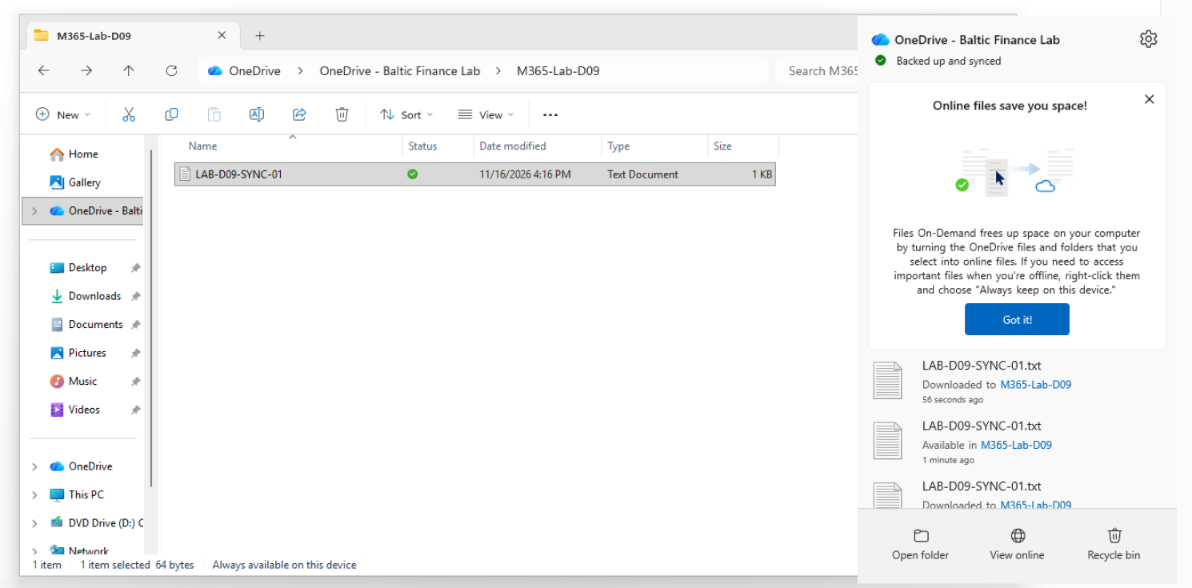 M365-Lab-D09
OneDrive > OneDrive - Baltic Finance Lab > M365-Lab-D09
Search M365
New
Sort
View
Home
Gallery
OneDrive - Balti
Desktop
Downloads
Documents
Pictures
Music
Videos
OneDrive
This PC
DVD Drive (D:) C
Network
Name Status Date modified Type Size
LAB-D09-SYNC-01 11/16/2026 4:16 PM Text Document 1 KB
1 item 1 item selected 64 bytes Always available on this device
OneDrive - Baltic Finance Lab
Backed up and synced
Online files save you space!
Files On-Demand frees up space on your computer
by turning the OneDrive files and folders that you
select into online files. If you need to access
important files when you're offline, right-click them
and choose "Always keep on this device."
Got it!
LAB-D09-SYNC-01.txt
Downloaded to M365-Lab-D09
56 seconds ago
LAB-D09-SYNC-01.txt
Available in M365-Lab-D09
1 minute ago
LAB-D09-SYNC-01.txt
Downloaded to M365-Lab-D09
Open folder
View online
Recycle bin